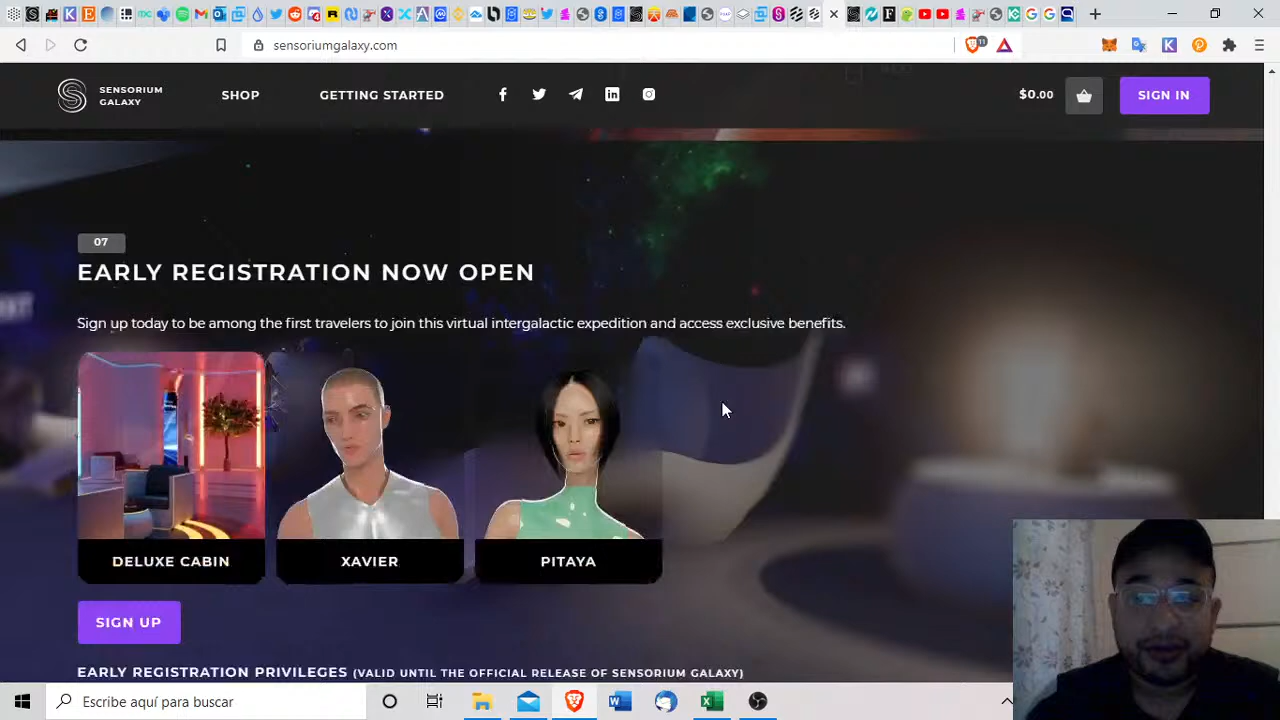 sensoriumgalaxy.com
11
SENSORIUM
GALAXY
SHOP
GETTING STARTED
$0.00
SIGN IN
07
EARLY REGISTRATION NOW OPEN
Sign up today to be among the first travelers to join this virtual intergalactic expedition and access exclusive benefits.
DELUXE CABIN
XAVIER
PITAYA
SIGN UP
EARLY REGISTRATION PRIVILEGES (VALID UNTIL THE OFFICIAL RELEASE OF SENSORIUM GALAXY)
Escribe aquí para buscar